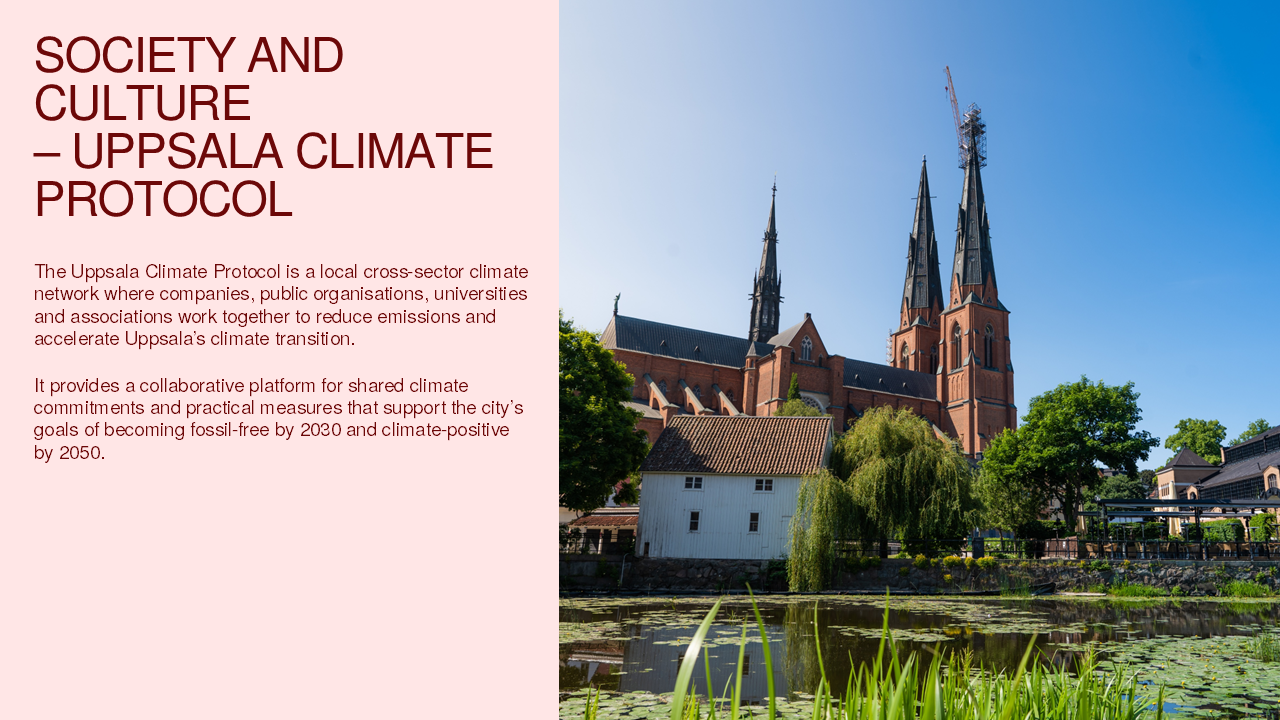 SOCIETY AND
CULTURE
– UPPSALA CLIMATE
PROTOCOL
The Uppsala Climate Protocol is a local cross-sector climate
network where companies, public organisations, universities
and associations work together to reduce emissions and
accelerate Uppsala’s climate transition.
It provides a collaborative platform for shared climate
commitments and practical measures that support the city’s
goals of becoming fossil-free by 2030 and climate-positive
by 2050.